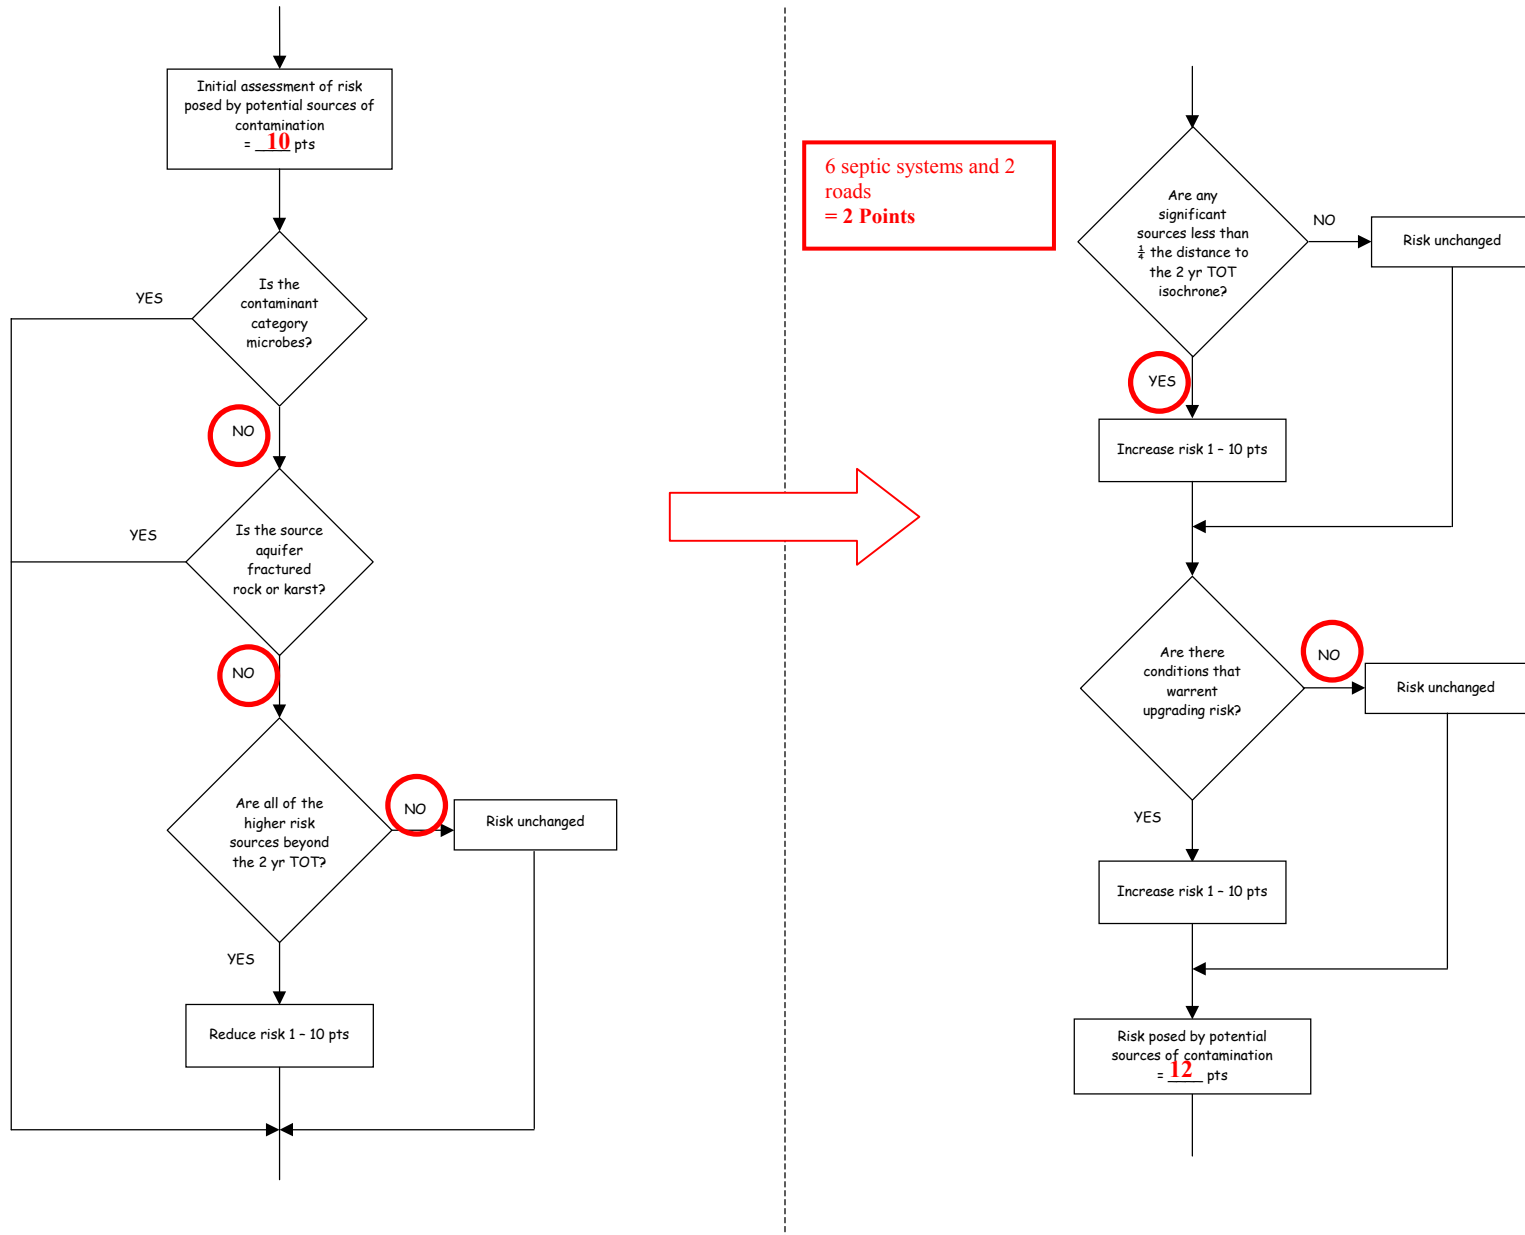 Initial assessment of risk
posed by potential sources of
contamination
= 10 pts
Is the
contaminant
category
microbes?
YES
NO
Is the source
aquifer
fractured
rock or karst?
YES
NO
Are all of the
higher risk
sources beyond
the 2 yr TOT?
NO
Risk unchanged
YES
Reduce risk 1 – 10 pts
6 septic systems and 2
roads
= 2 Points
Are any
significant
sources less than
¼ the distance to
the 2 yr TOT
isochrone?
NO
Risk unchanged
YES
Increase risk 1 – 10 pts
Are there
conditions that
warrent
upgrading risk?
NO
Risk unchanged
YES
Increase risk 1 – 10 pts
Risk posed by potential
sources of contamination
= 12 pts